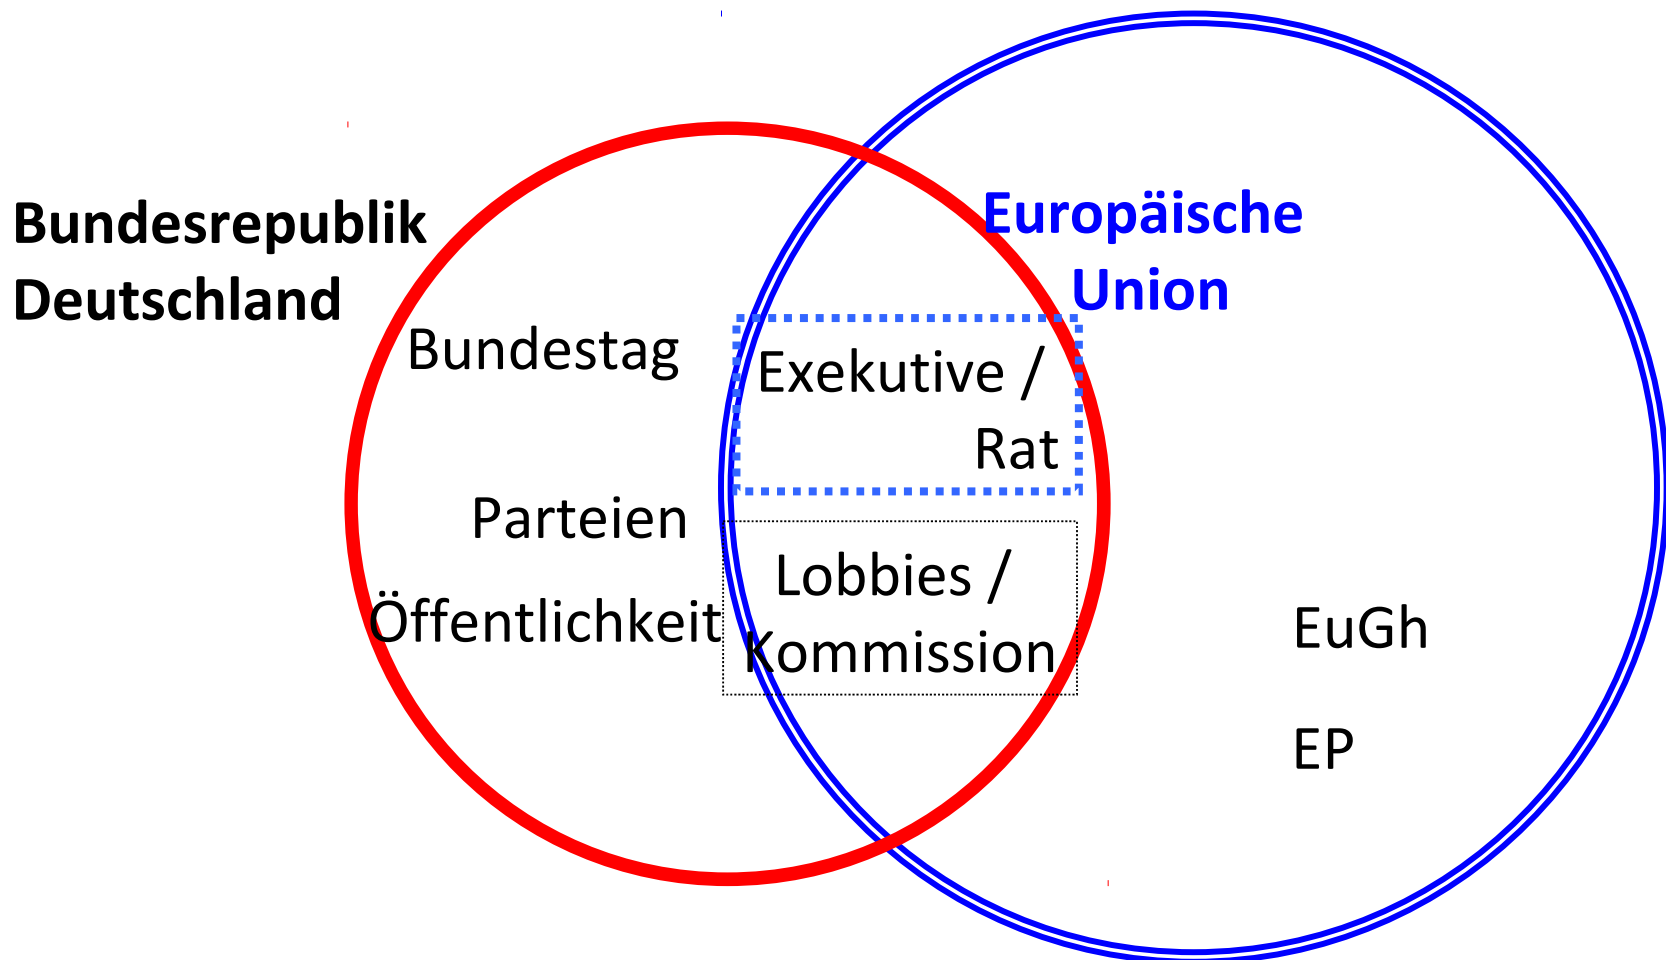 Bundesrepublik
Deutschland
Europäische
Union
Bundestag
Exekutive /
Rat
Parteien
Öffentlichkeit
Lobbies /
Kommission
EuGh
EP